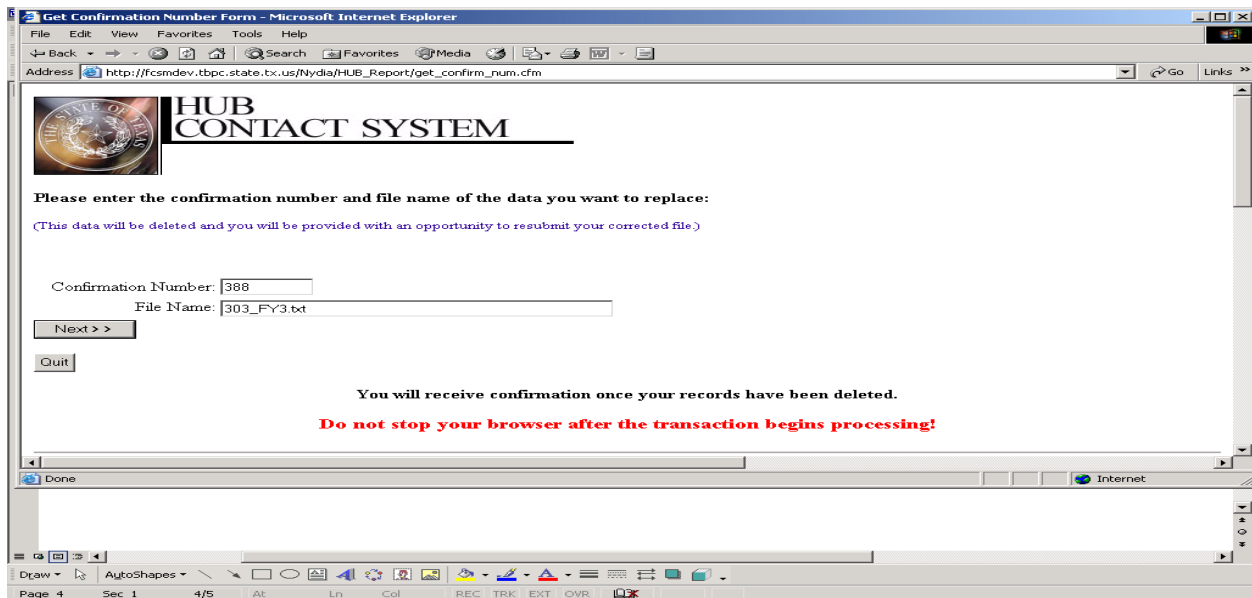 Get Confirmation Number Form - Microsoft Internet Explorer
File Edit View Favorites Tools Help
Back Search Favorites Media
Address http://fcsmdev.tbpc.state.tx.us/Nydia/HUB_Report/get_confirm_num.cfm Go Links »
THE STATE OF TEXAS
HUB
CONTACT SYSTEM
Please enter the confirmation number and file name of the data you want to replace:
(This data will be deleted and you will be provided with an opportunity to resubmit your corrected file.)
Confirmation Number: 388
File Name: 303_FY3.txt
Next > >
Quit
You will receive confirmation once your records have been deleted.
Do not stop your browser after the transaction begins processing!
Done Internet
Draw AutoShapes
Page 4 Sec 1 4/5 At Ln Col REC TRK EXT OVR